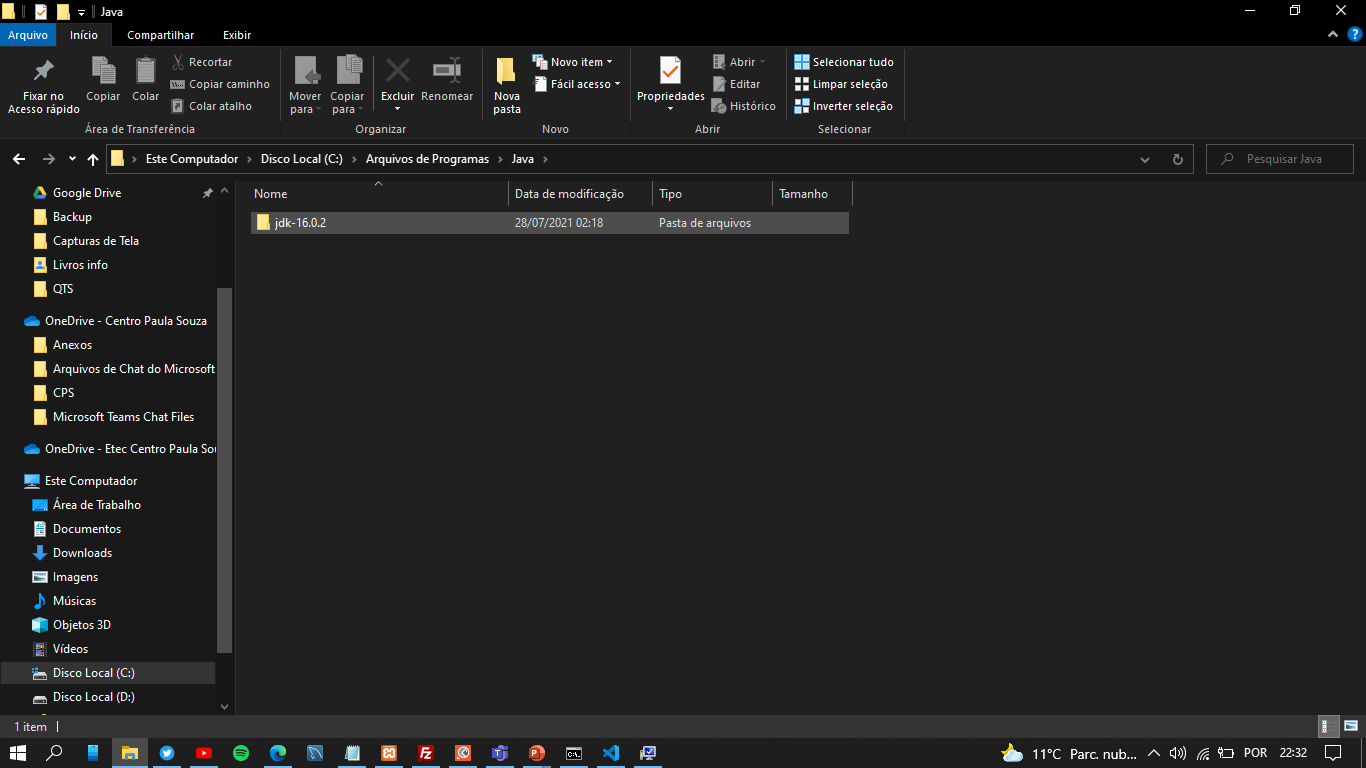 Java
Arquivo Início Compartilhar Exibir
Fixar no
Acesso rápido
Copiar
Colar
Recortar
Copiar caminho
Colar atalho
Área de Transferência
Mover
para
Copiar
para
Excluir
Renomear
Organizar
Nova
pasta
Novo item
Fácil acesso
Novo
Propriedades
Abrir
Editar
Histórico
Abrir
Selecionar tudo
Limpar seleção
Inverter seleção
Selecionar
Este Computador > Disco Local (C:) > Arquivos de Programas > Java >
Pesquisar Java
Google Drive
Backup
Capturas de Tela
Livros info
QTS
OneDrive - Centro Paula Souza
Anexos
Arquivos de Chat do Microsoft
CPS
Microsoft Teams Chat Files
OneDrive - Etec Centro Paula Sou
Este Computador
Área de Trabalho
Documentos
Downloads
Imagens
Músicas
Objetos 3D
Vídeos
Disco Local (C:)
Disco Local (D:)
Nome Data de modificação Tipo Tamanho
jdk-16.0.2 28/07/2021 02:18 Pasta de arquivos
1 item
11°C Parc. nub... POR 22:32